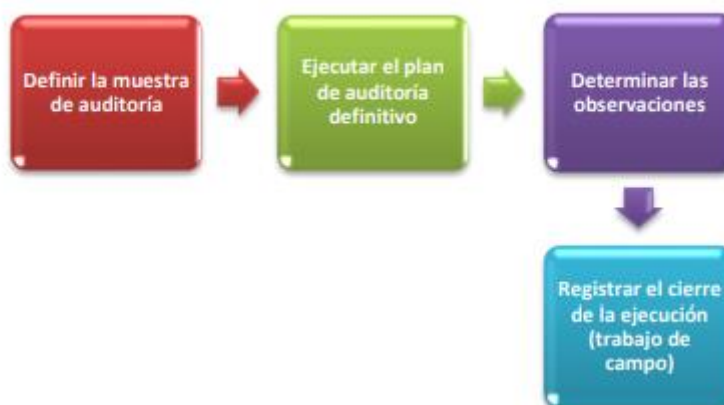 Definir la muestra
de auditoría
Ejecutar el plan
de auditoría
definitivo
Determinar las
observaciones
Registrar el cierre
de la ejecución
(trabajo de
campo)